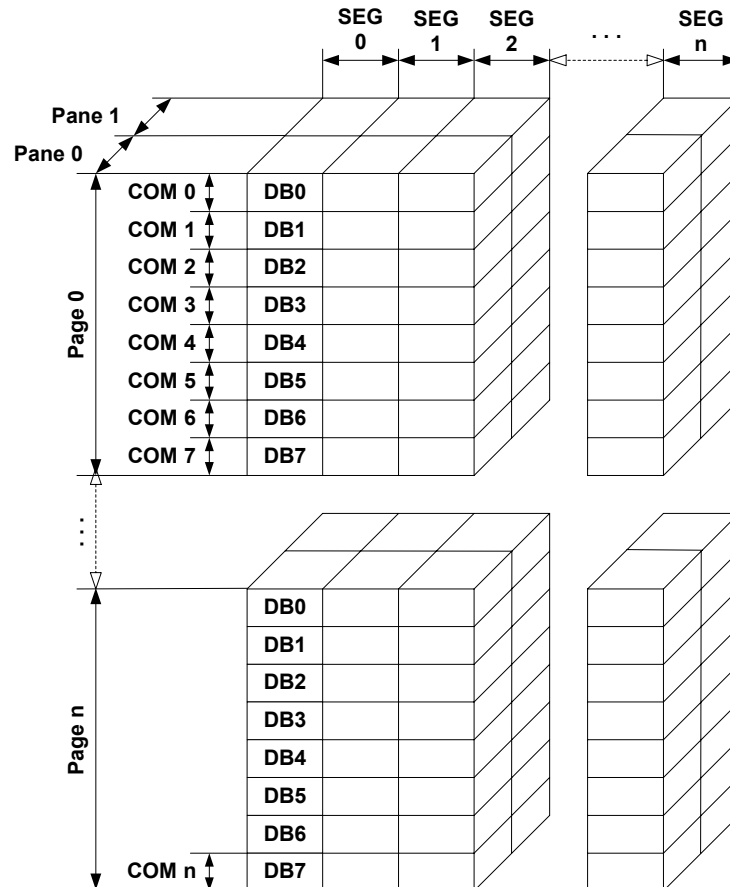 SEG 0
SEG 1
SEG 2
. . .
SEG n
Pane 1
Pane 0
Page 0
COM 0 DB0
COM 1 DB1
COM 2 DB2
COM 3 DB3
COM 4 DB4
COM 5 DB5
COM 6 DB6
COM 7 DB7
. . .
Page n
DB0
DB1
DB2
DB3
DB4
DB5
DB6
COM n DB7